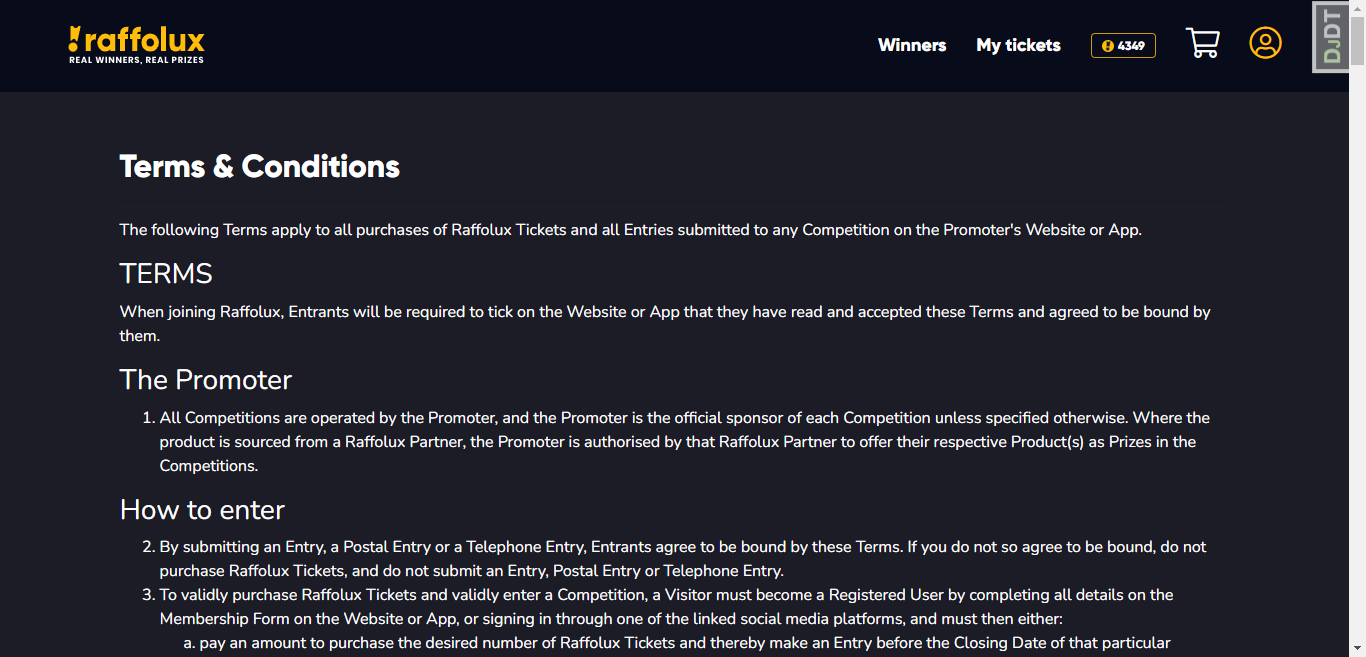 raffolux
REAL WINNERS, REAL PRIZES
Winners
My tickets
4349
DJDT
Terms & Conditions
The following Terms apply to all purchases of Raffolux Tickets and all Entries submitted to any Competition on the Promoter's Website or App.
TERMS
When joining Raffolux, Entrants will be required to tick on the Website or App that they have read and accepted these Terms and agreed to be bound by
them.
The Promoter
1. All Competitions are operated by the Promoter, and the Promoter is the official sponsor of each Competition unless specified otherwise. Where the
product is sourced from a Raffolux Partner, the Promoter is authorised by that Raffolux Partner to offer their respective Product(s) as Prizes in the
Competitions.
How to enter
2. By submitting an Entry, a Postal Entry or a Telephone Entry, Entrants agree to be bound by these Terms. If you do not so agree to be bound, do not
purchase Raffolux Tickets, and do not submit an Entry, Postal Entry or Telephone Entry.
3. To validly purchase Raffolux Tickets and validly enter a Competition, a Visitor must become a Registered User by completing all details on the
Membership Form on the Website or App, or signing in through one of the linked social media platforms, and must then either:
a. pay an amount to purchase the desired number of Raffolux Tickets and thereby make an Entry before the Closing Date of that particular